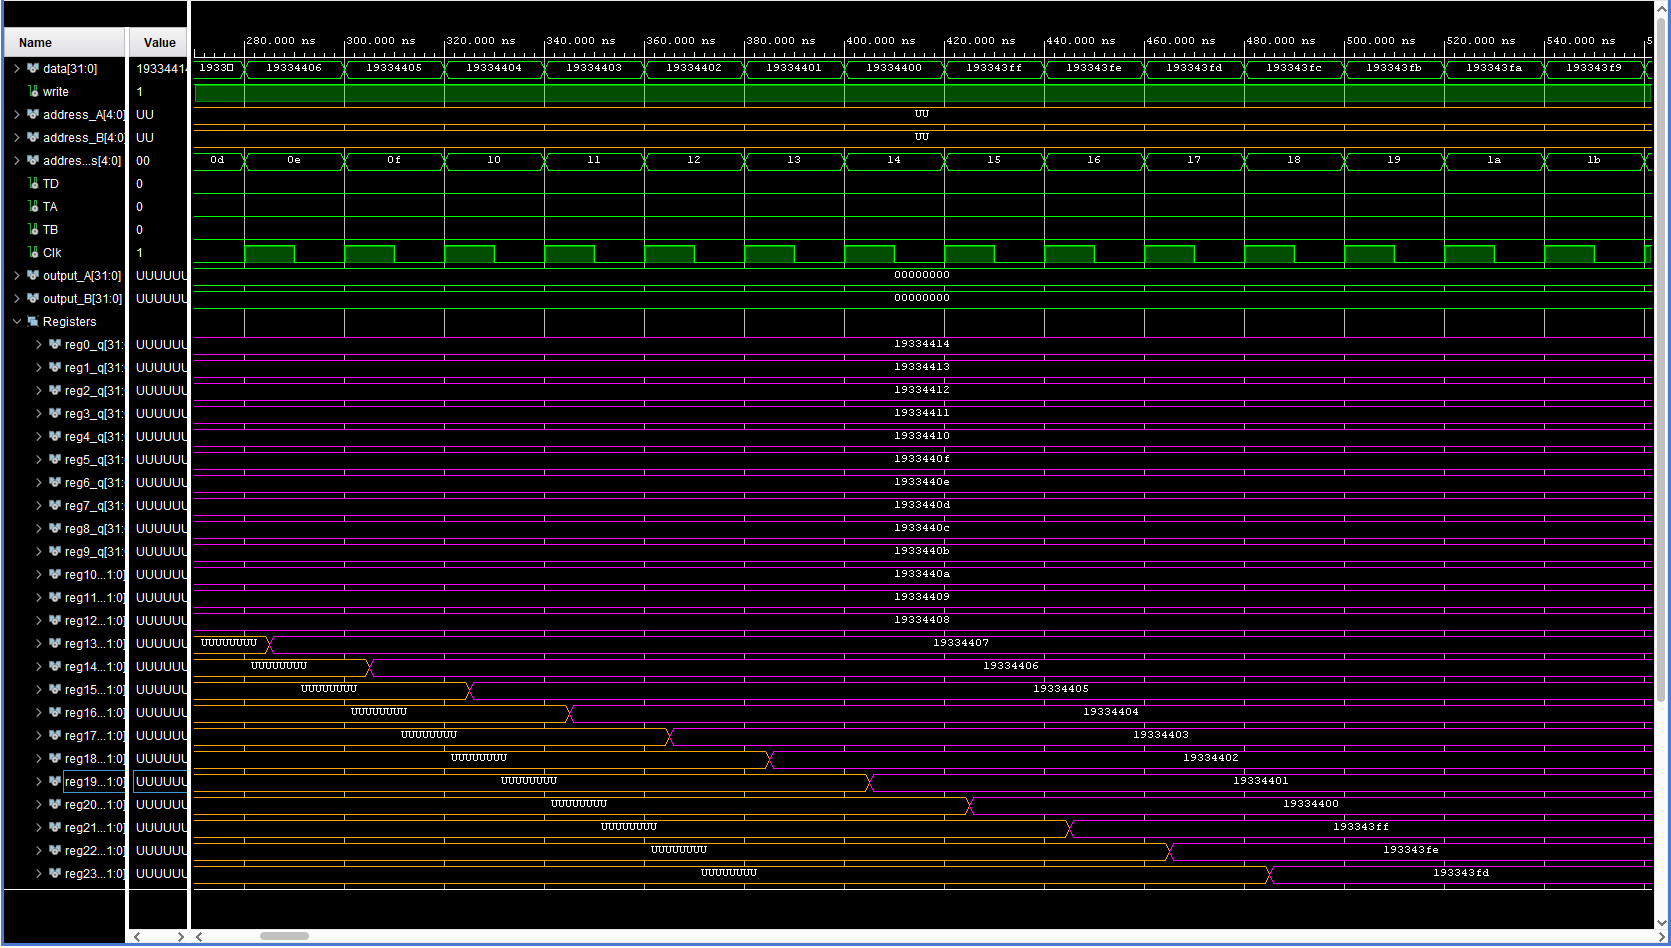 Name Value
280.000 ns 300.000 ns 320.000 ns 340.000 ns 360.000 ns 380.000 ns 400.000 ns 420.000 ns 440.000 ns 460.000 ns 480.000 ns 500.000 ns 520.000 ns 540.000 ns 5
data[31:0] 19334414 1933 19334406 19334405 19334404 19334403 19334402 19334401 19334400 193343ff 193343fe 193343fd 193343fc 193343fb 193343fa 193343f9
write 1
address_A[4:0] UU UU
address_B[4:0] UU UU
addres...s[4:0] 00 0d 0e 0f 10 11 12 13 14 15 16 17 18 19 1a 1b
TD 0
TA 0
TB 0
Clk 1
output_A[31:0] UUUUUU 00000000
output_B[31:0] UUUUUU 00000000
Registers
reg0_q[31: UUUUUU 19334414
reg1_q[31: UUUUUU 19334413
reg2_q[31: UUUUUU 19334412
reg3_q[31: UUUUUU 19334411
reg4_q[31: UUUUUU 19334410
reg5_q[31: UUUUUU 1933440f
reg6_q[31: UUUUUU 1933440e
reg7_q[31: UUUUUU 1933440d
reg8_q[31: UUUUUU 1933440c
reg9_q[31: UUUUUU 1933440b
reg10...1:0] UUUUUU 1933440a
reg11...1:0] UUUUUU 19334409
reg12...1:0] UUUUUU 19334408
reg13...1:0] UUUUUU UUUUUUUU 19334407
reg14...1:0] UUUUUU UUUUUUUU 19334406
reg15...1:0] UUUUUU UUUUUUUU 19334405
reg16...1:0] UUUUUU UUUUUUUU 19334404
reg17...1:0] UUUUUU UUUUUUUU 19334403
reg18...1:0] UUUUUU UUUUUUUU 19334402
reg19...1:0] UUUUUU UUUUUUUU 19334401
reg20...1:0] UUUUUU UUUUUUUU 19334400
reg21...1:0] UUUUUU UUUUUUUU 193343ff
reg22...1:0] UUUUUU UUUUUUUU 193343fe
reg23...1:0] UUUUUU UUUUUUUU 193343fd